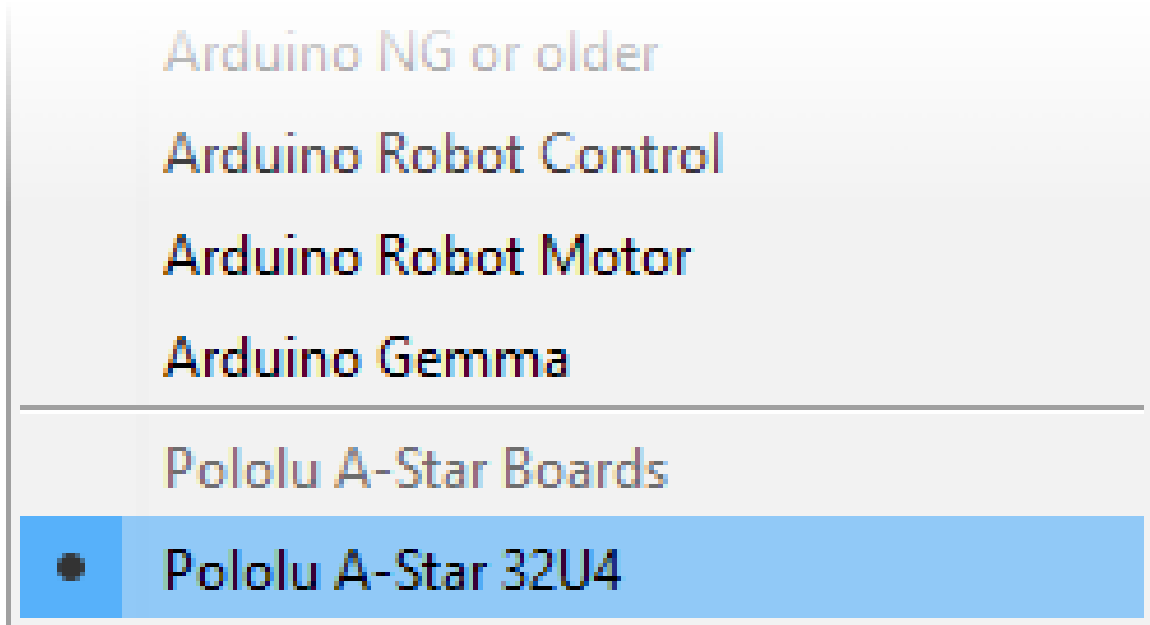 Arduino NG or older
Arduino Robot Control
Arduino Robot Motor
Arduino Gemma
Pololu A-Star Boards
Pololu A-Star 32U4